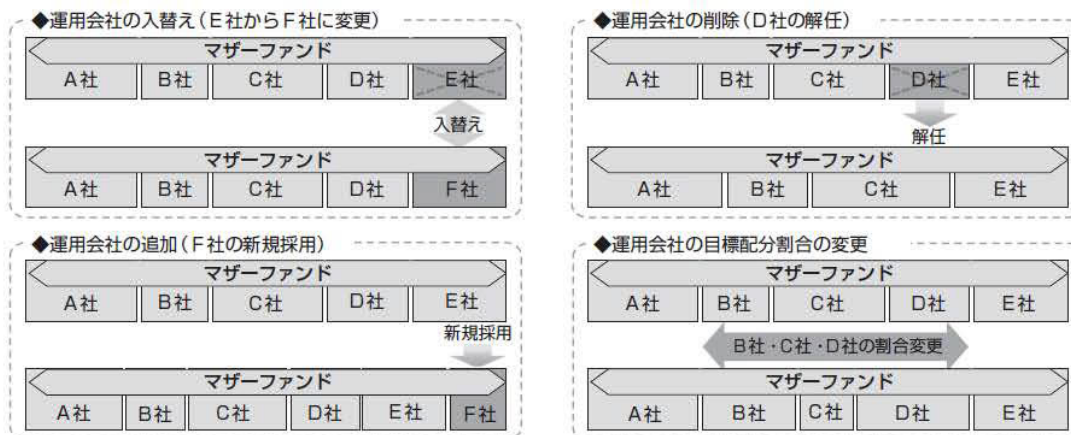 ◆運用会社の入替え(E社からF社に変更)
マザーファンド
A社 B社 C社 D社 E社
入替え
マザーファンド
A社 B社 C社 D社 F社
◆運用会社の削除(D社の解任)
マザーファンド
A社 B社 C社 D社 E社
解任
マザーファンド
A社 B社 C社 E社
◆運用会社の追加(F社の新規採用)
マザーファンド
A社 B社 C社 D社 E社
新規採用
マザーファンド
A社 B社 C社 D社 E社 F社
◆運用会社の目標配分割合の変更
マザーファンド
A社 B社 C社 D社 E社
B社・C社・D社の割合変更
マザーファンド
A社 B社 C社 D社 E社